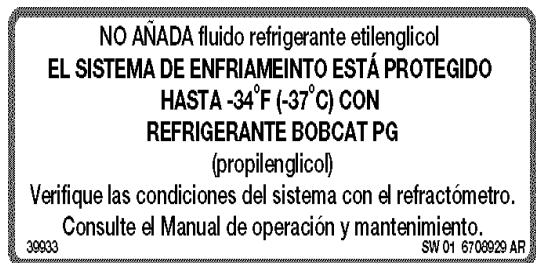 NO AÑADA fluido refrigerante etilenglicol
EL SISTEMA DE ENFRIAMEINTO ESTÁ PROTEGIDO
HASTA -34°F (-37°C) CON
REFRIGERANTE BOBCAT PG
(propilenglicol)
Verifique las condiciones del sistema con el refractómetro.
Consulte el Manual de operación y mantenimiento.
39933 SW 01 6708929 AR